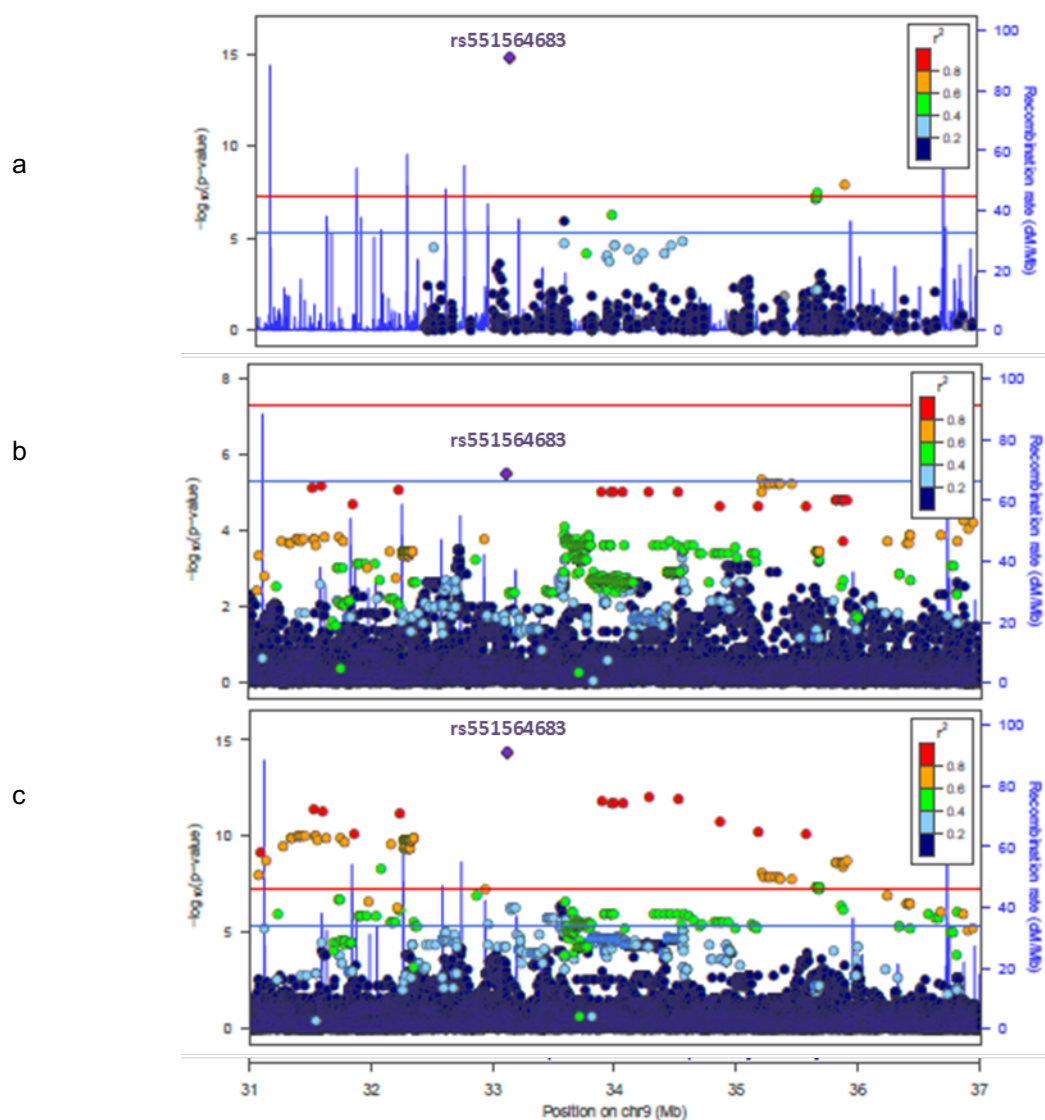 a
rs551564683
r²
0.8
0.6
0.4
0.2
15
10
5
0
−log₁₀(p−value)
100
80
60
40
20
0
Recombination rate (cM/Mb)
b
rs551564683
r²
0.8
0.6
0.4
0.2
8
6
4
2
0
−log₁₀(p−value)
100
80
60
40
20
0
Recombination rate (cM/Mb)
c
rs551564683
r²
0.8
0.6
0.4
0.2
15
10
5
0
−log₁₀(p−value)
100
80
60
40
20
0
Recombination rate (cM/Mb)
31 32 33 34 35 36 37
Position on chr9 (Mb)